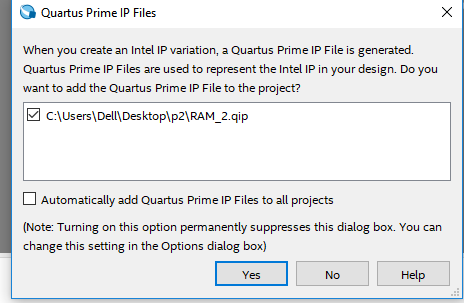 Quartus Prime IP Files
When you create an Intel IP variation, a Quartus Prime IP File is generated.
Quartus Prime IP Files are used to represent the Intel IP in your design. Do you
want to add the Quartus Prime IP File to the project?
C:\Users\Dell\Desktop\p2\RAM_2.qip
Automatically add Quartus Prime IP Files to all projects
(Note: Turning on this option permanently suppresses this dialog box. You can
change this setting in the Options dialog box)
Yes No Help